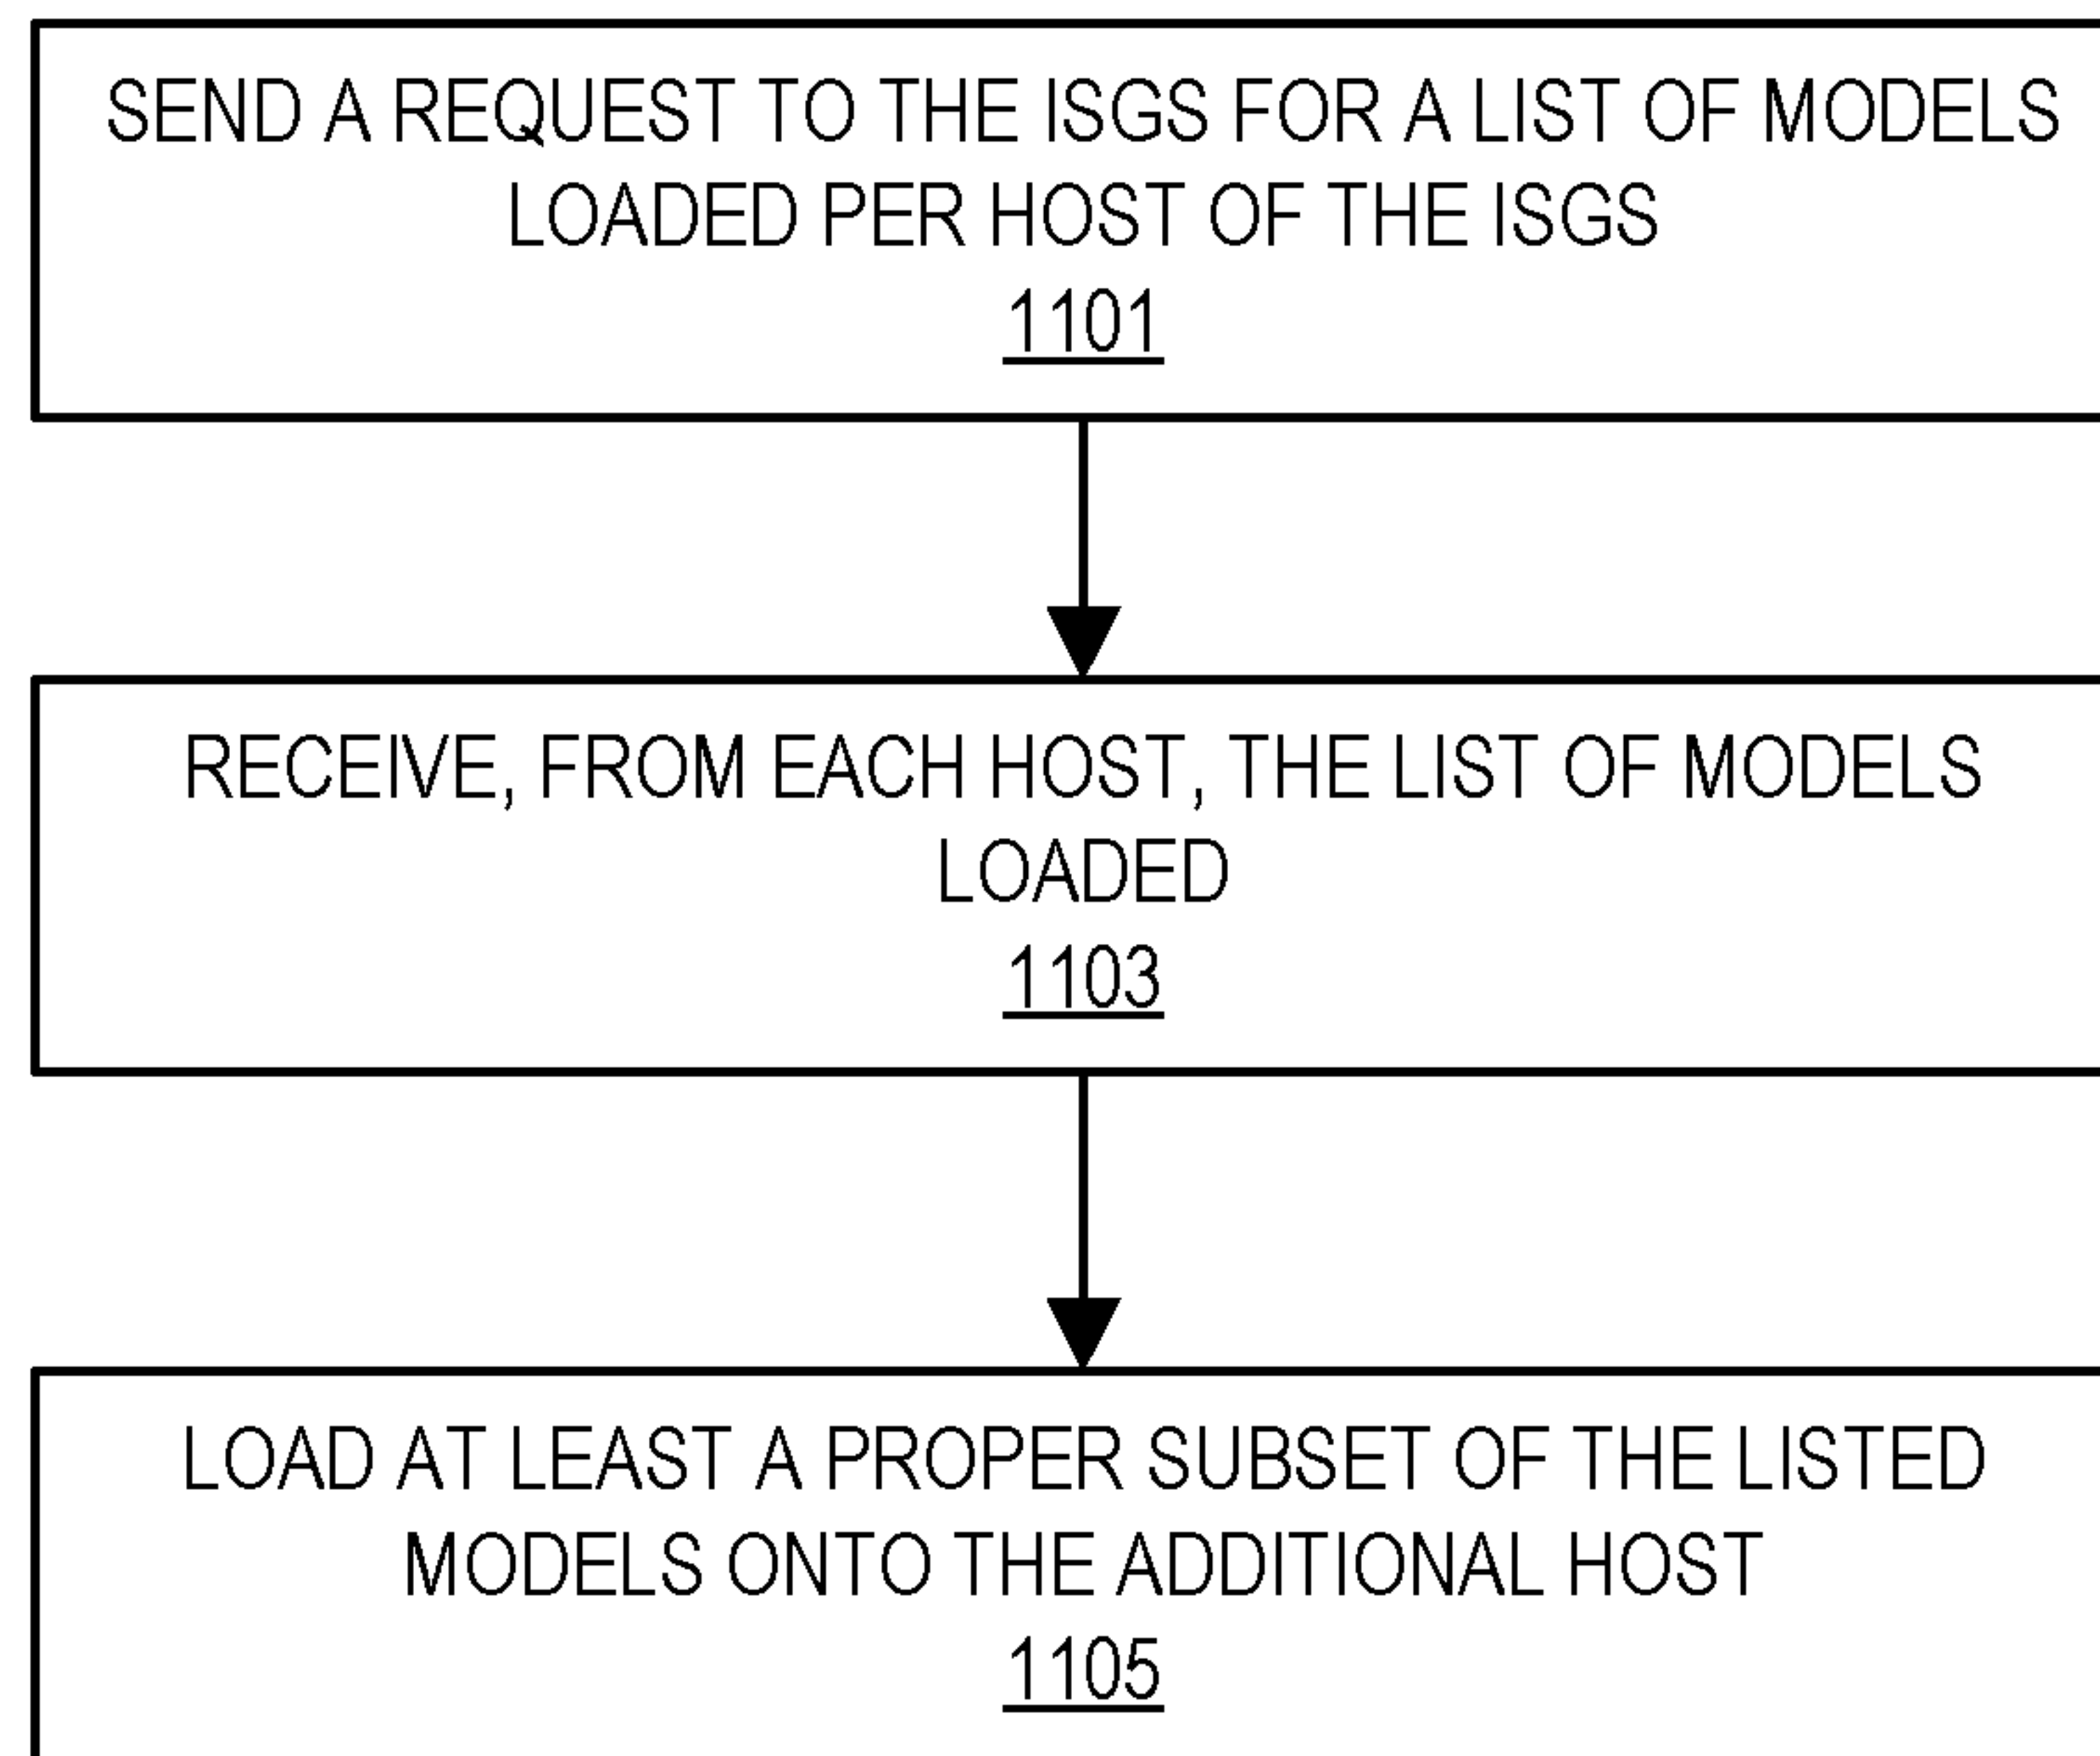 SEND A REQUEST TO THE ISGS FOR A LIST OF MODELS
LOADED PER HOST OF THE ISGS
1101
RECEIVE, FROM EACH HOST, THE LIST OF MODELS
LOADED
1103
LOAD AT LEAST A PROPER SUBSET OF THE LISTED
MODELS ONTO THE ADDITIONAL HOST
1105